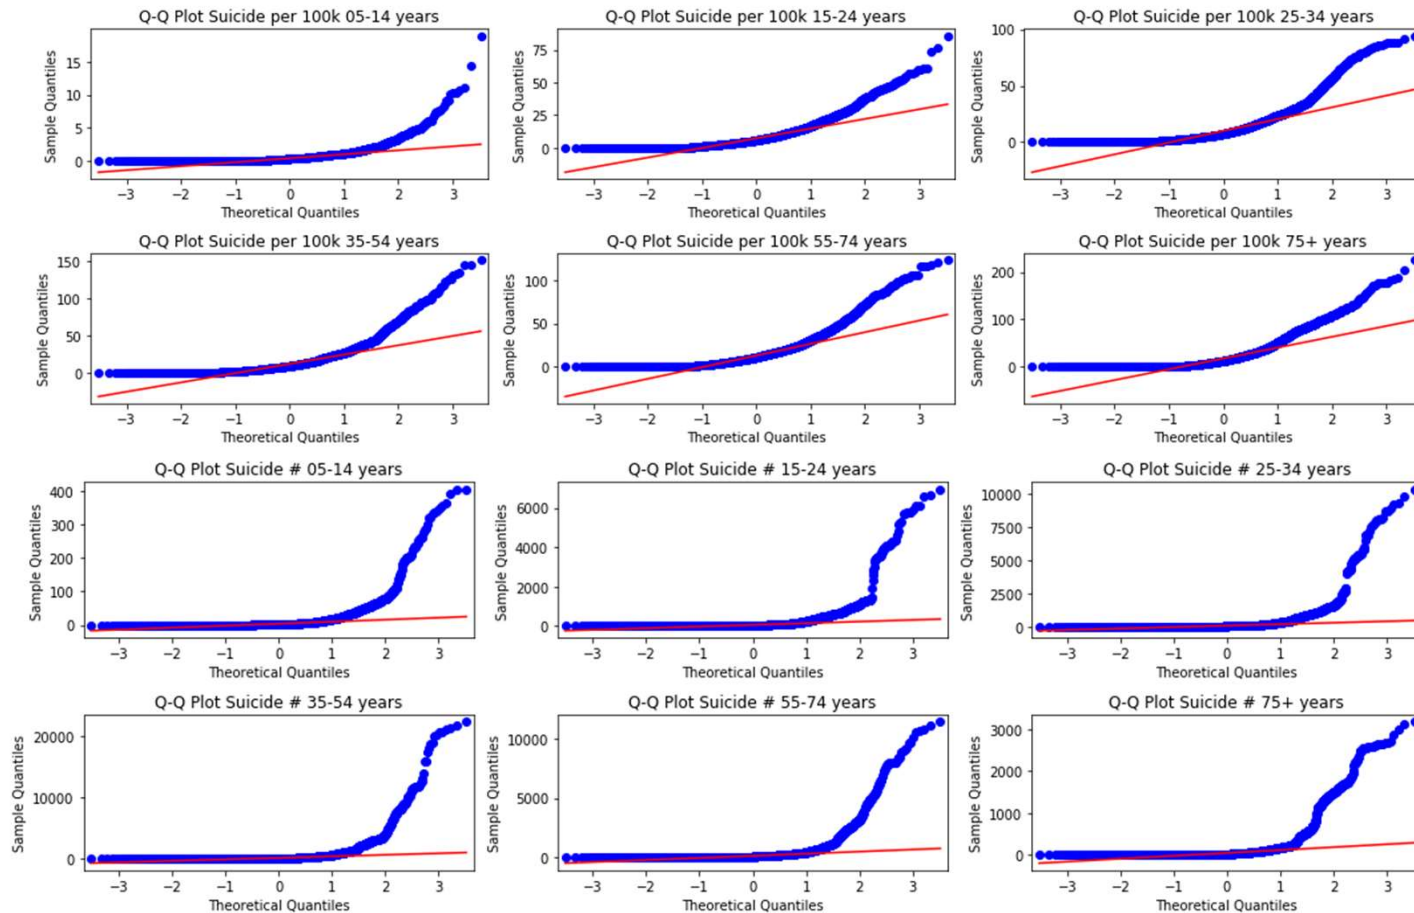 Q-Q Plot Suicide per 100k 05-14 years
Sample Quantiles
15
10
5
0
−3 −2 −1 0 1 2 3
Theoretical Quantiles
Q-Q Plot Suicide per 100k 15-24 years
Sample Quantiles
75
50
25
0
−3 −2 −1 0 1 2 3
Theoretical Quantiles
Q-Q Plot Suicide per 100k 25-34 years
Sample Quantiles
100
50
0
−3 −2 −1 0 1 2 3
Theoretical Quantiles
Q-Q Plot Suicide per 100k 35-54 years
Sample Quantiles
150
100
50
0
−3 −2 −1 0 1 2 3
Theoretical Quantiles
Q-Q Plot Suicide per 100k 55-74 years
Sample Quantiles
100
50
0
−3 −2 −1 0 1 2 3
Theoretical Quantiles
Q-Q Plot Suicide per 100k 75+ years
Sample Quantiles
200
100
0
−3 −2 −1 0 1 2 3
Theoretical Quantiles
Q-Q Plot Suicide # 05-14 years
Sample Quantiles
400
300
200
100
0
−3 −2 −1 0 1 2 3
Theoretical Quantiles
Q-Q Plot Suicide # 15-24 years
Sample Quantiles
6000
4000
2000
0
−3 −2 −1 0 1 2 3
Theoretical Quantiles
Q-Q Plot Suicide # 25-34 years
Sample Quantiles
10000
7500
5000
2500
0
−3 −2 −1 0 1 2 3
Theoretical Quantiles
Q-Q Plot Suicide # 35-54 years
Sample Quantiles
20000
10000
0
−3 −2 −1 0 1 2 3
Theoretical Quantiles
Q-Q Plot Suicide # 55-74 years
Sample Quantiles
10000
5000
0
−3 −2 −1 0 1 2 3
Theoretical Quantiles
Q-Q Plot Suicide # 75+ years
Sample Quantiles
3000
2000
1000
0
−3 −2 −1 0 1 2 3
Theoretical Quantiles